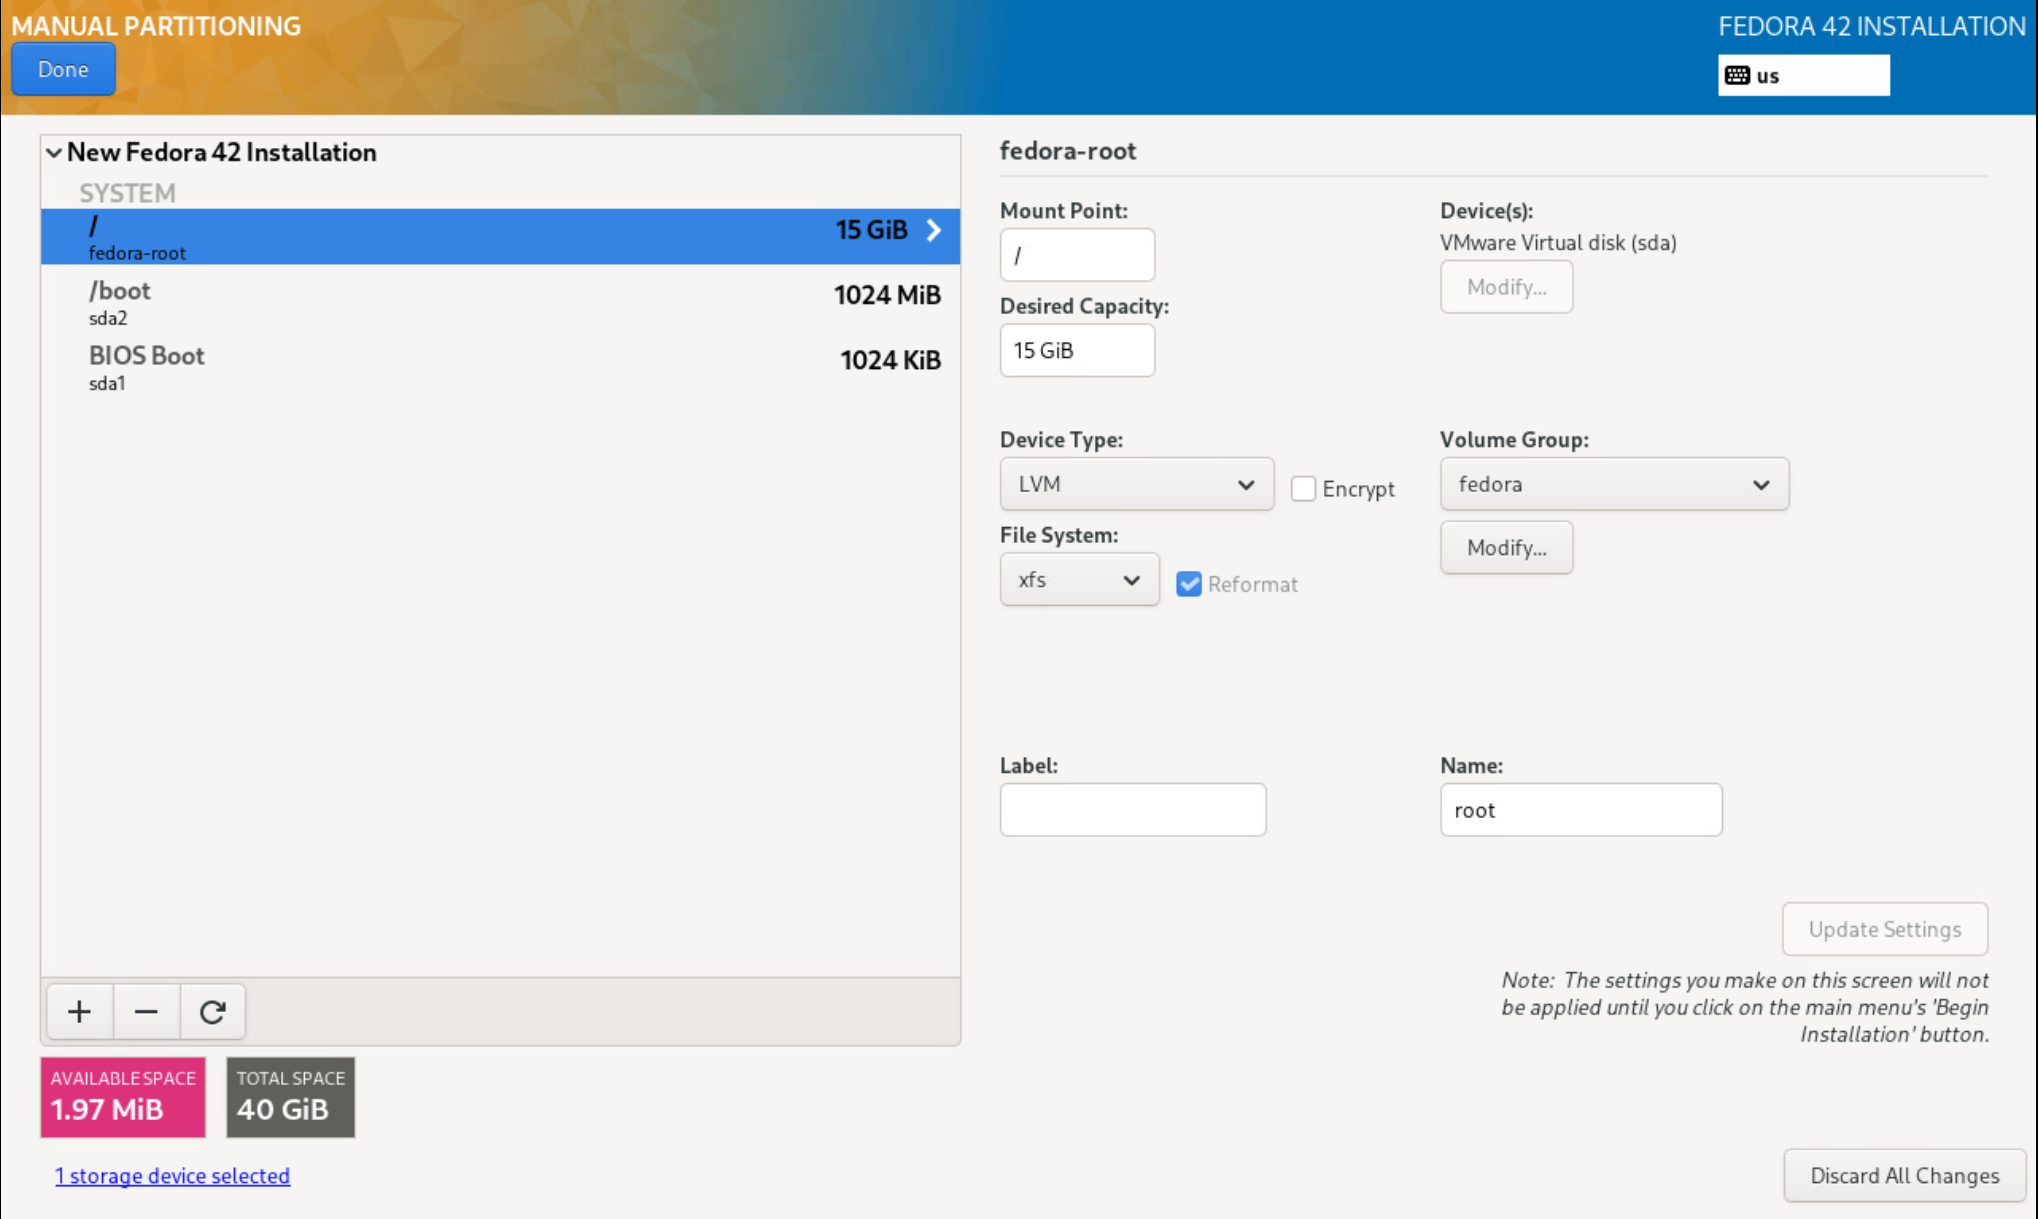 MANUAL PARTITIONING
FEDORA 42 INSTALLATION
Done
us
New Fedora 42 Installation
SYSTEM
/
15 GiB
fedora-root
/boot
1024 MiB
sda2
BIOS Boot
1024 KiB
sda1
AVAILABLE SPACE
1.97 MiB
TOTAL SPACE
40 GiB
1 storage device selected
fedora-root
Mount Point:
/
Device(s):
VMware Virtual disk (sda)
Modify...
Desired Capacity:
15 GiB
Device Type:
LVM
Encrypt
Volume Group:
fedora
Modify...
File System:
xfs
Reformat
Label:
Name:
root
Update Settings
Note: The settings you make on this screen will not
be applied until you click on the main menu's 'Begin
Installation' button.
Discard All Changes